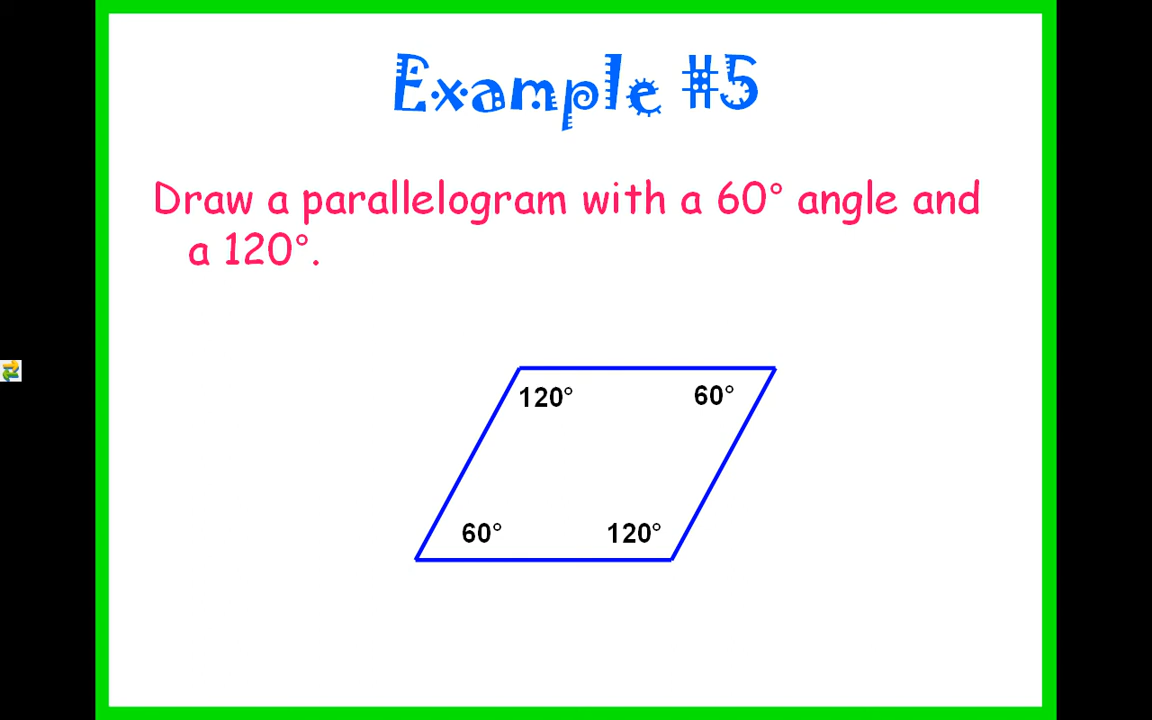 Example #5
Draw a parallelogram with a 60° angle and
a 120°.
120° 60°
60° 120°